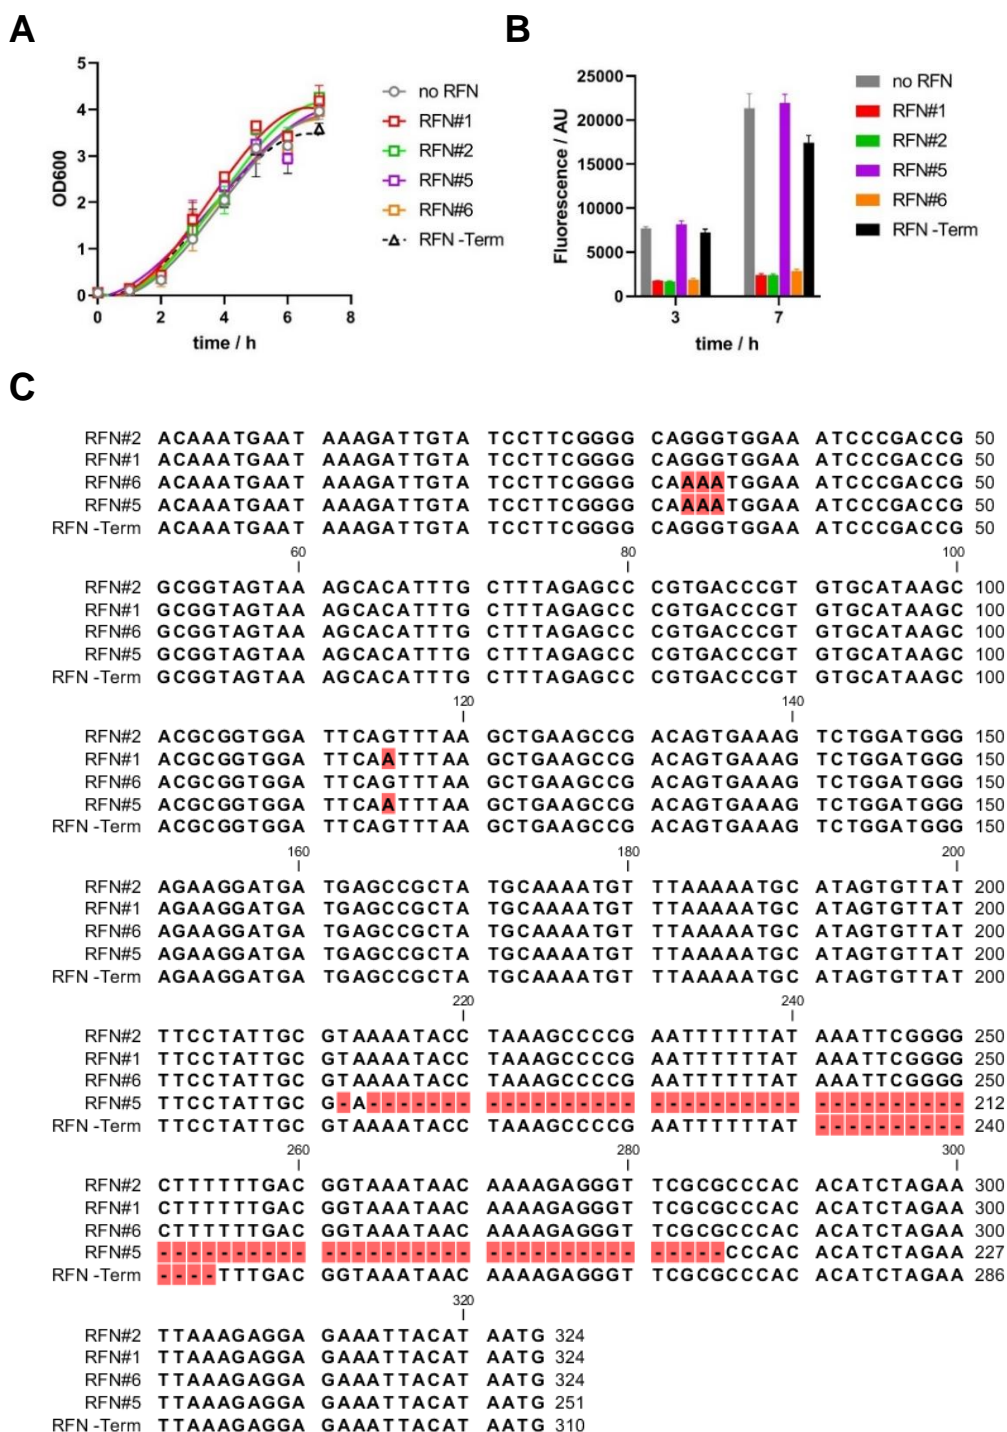 A
B
5
4
3
2
1
0
OD600
0
2
4
6
8
time / h
no RFN
RFN#1
RFN#2
RFN#5
RFN#6
RFN -Term
25000
20000
15000
10000
5000
0
Fluorescence / AU
3
7
time / h
no RFN
RFN#1
RFN#2
RFN#5
RFN#6
RFN -Term
C
RFN#2 ACAAATGAAT AAAGATTGTA TCCTTCGGGG CAGGGTGGAA ATCCCGACCG 50
RFN#1 ACAAATGAAT AAAGATTGTA TCCTTCGGGG CAGGGTGGAA ATCCCGACCG 50
RFN#6 ACAAATGAAT AAAGATTGTA TCCTTCGGGG CAAAATGGAA ATCCCGACCG 50
RFN#5 ACAAATGAAT AAAGATTGTA TCCTTCGGGG CAAAATGGAA ATCCCGACCG 50
RFN -Term ACAAATGAAT AAAGATTGTA TCCTTCGGGG CAGGGTGGAA ATCCCGACCG 50
60 80 100
RFN#2 GCGGTAGTAA AGCACATTTG CTTTAGAGCC CGTGACCCGT GTGCATAAGC 100
RFN#1 GCGGTAGTAA AGCACATTTG CTTTAGAGCC CGTGACCCGT GTGCATAAGC 100
RFN#6 GCGGTAGTAA AGCACATTTG CTTTAGAGCC CGTGACCCGT GTGCATAAGC 100
RFN#5 GCGGTAGTAA AGCACATTTG CTTTAGAGCC CGTGACCCGT GTGCATAAGC 100
RFN -Term GCGGTAGTAA AGCACATTTG CTTTAGAGCC CGTGACCCGT GTGCATAAGC 100
120 140
RFN#2 ACGCGGTGGA TTCAGTTTAA GCTGAAGCCG ACAGTGAAAG TCTGGATGGG 150
RFN#1 ACGCGGTGGA TTCAATTTAA GCTGAAGCCG ACAGTGAAAG TCTGGATGGG 150
RFN#6 ACGCGGTGGA TTCAGTTTAA GCTGAAGCCG ACAGTGAAAG TCTGGATGGG 150
RFN#5 ACGCGGTGGA TTCAATTTAA GCTGAAGCCG ACAGTGAAAG TCTGGATGGG 150
RFN -Term ACGCGGTGGA TTCAGTTTAA GCTGAAGCCG ACAGTGAAAG TCTGGATGGG 150
160 180 200
RFN#2 AGAAGGATGA TGAGCCGCTA TGCAAAATGT TTAAAAATGC ATAGTGTTAT 200
RFN#1 AGAAGGATGA TGAGCCGCTA TGCAAAATGT TTAAAAATGC ATAGTGTTAT 200
RFN#6 AGAAGGATGA TGAGCCGCTA TGCAAAATGT TTAAAAATGC ATAGTGTTAT 200
RFN#5 AGAAGGATGA TGAGCCGCTA TGCAAAATGT TTAAAAATGC ATAGTGTTAT 200
RFN -Term AGAAGGATGA TGAGCCGCTA TGCAAAATGT TTAAAAATGC ATAGTGTTAT 200
220 240
RFN#2 TTCCTATTGC GTAAAATACC TAAAGCCCCG AATTTTTTAT AAATTCGGGG 250
RFN#1 TTCCTATTGC GTAAAATACC TAAAGCCCCG AATTTTTTAT AAATTCGGGG 250
RFN#6 TTCCTATTGC GTAAAATACC TAAAGCCCCG AATTTTTTAT AAATTCGGGG 250
RFN#5 TTCCTATTGC G-A------- ---------- ---------- ---------- 212
RFN -Term TTCCTATTGC GTAAAATACC TAAAGCCCCG AATTTTTTAT ---------- 240
260 280 300
RFN#2 CTTTTTTGAC GGTAAATAAC AAAAGAGGGT TCGCGCCCAC ACATCTAGAA 300
RFN#1 CTTTTTTGAC GGTAAATAAC AAAAGAGGGT TCGCGCCCAC ACATCTAGAA 300
RFN#6 CTTTTTTGAC GGTAAATAAC AAAAGAGGGT TCGCGCCCAC ACATCTAGAA 300
RFN#5 ---------- ---------- ---------- -----CCCAC ACATCTAGAA 227
RFN -Term ----TTTGAC GGTAAATAAC AAAAGAGGGT TCGCGCCCAC ACATCTAGAA 286
320
RFN#2 TTAAAGAGGA GAAATTACAT AATG 324
RFN#1 TTAAAGAGGA GAAATTACAT AATG 324
RFN#6 TTAAAGAGGA GAAATTACAT AATG 324
RFN#5 TTAAAGAGGA GAAATTACAT AATG 251
RFN -Term TTAAAGAGGA GAAATTACAT AATG 310